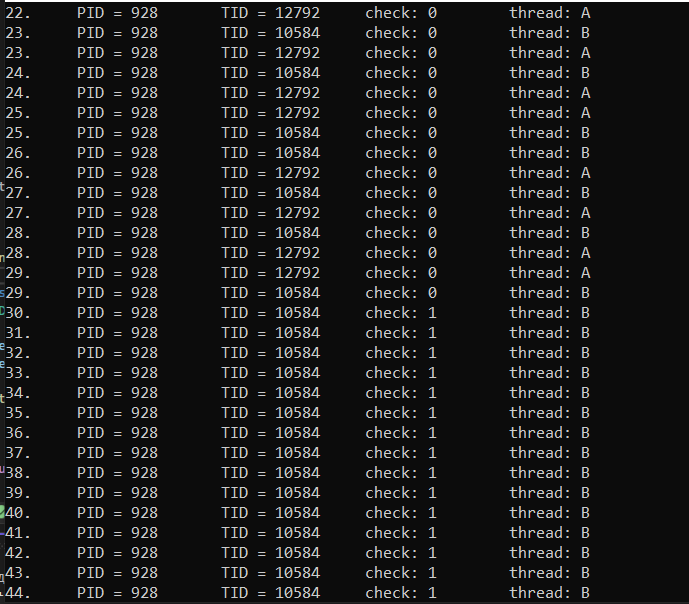 22. PID = 928 TID = 12792 check: 0 thread: A
23. PID = 928 TID = 10584 check: 0 thread: B
23. PID = 928 TID = 12792 check: 0 thread: A
24. PID = 928 TID = 10584 check: 0 thread: B
24. PID = 928 TID = 12792 check: 0 thread: A
25. PID = 928 TID = 12792 check: 0 thread: A
25. PID = 928 TID = 10584 check: 0 thread: B
26. PID = 928 TID = 10584 check: 0 thread: B
26. PID = 928 TID = 12792 check: 0 thread: A
27. PID = 928 TID = 10584 check: 0 thread: B
27. PID = 928 TID = 12792 check: 0 thread: A
28. PID = 928 TID = 10584 check: 0 thread: B
28. PID = 928 TID = 12792 check: 0 thread: A
29. PID = 928 TID = 12792 check: 0 thread: A
29. PID = 928 TID = 10584 check: 0 thread: B
30. PID = 928 TID = 10584 check: 1 thread: B
31. PID = 928 TID = 10584 check: 1 thread: B
32. PID = 928 TID = 10584 check: 1 thread: B
33. PID = 928 TID = 10584 check: 1 thread: B
34. PID = 928 TID = 10584 check: 1 thread: B
35. PID = 928 TID = 10584 check: 1 thread: B
36. PID = 928 TID = 10584 check: 1 thread: B
37. PID = 928 TID = 10584 check: 1 thread: B
38. PID = 928 TID = 10584 check: 1 thread: B
39. PID = 928 TID = 10584 check: 1 thread: B
40. PID = 928 TID = 10584 check: 1 thread: B
41. PID = 928 TID = 10584 check: 1 thread: B
42. PID = 928 TID = 10584 check: 1 thread: B
43. PID = 928 TID = 10584 check: 1 thread: B
44. PID = 928 TID = 10584 check: 1 thread: B